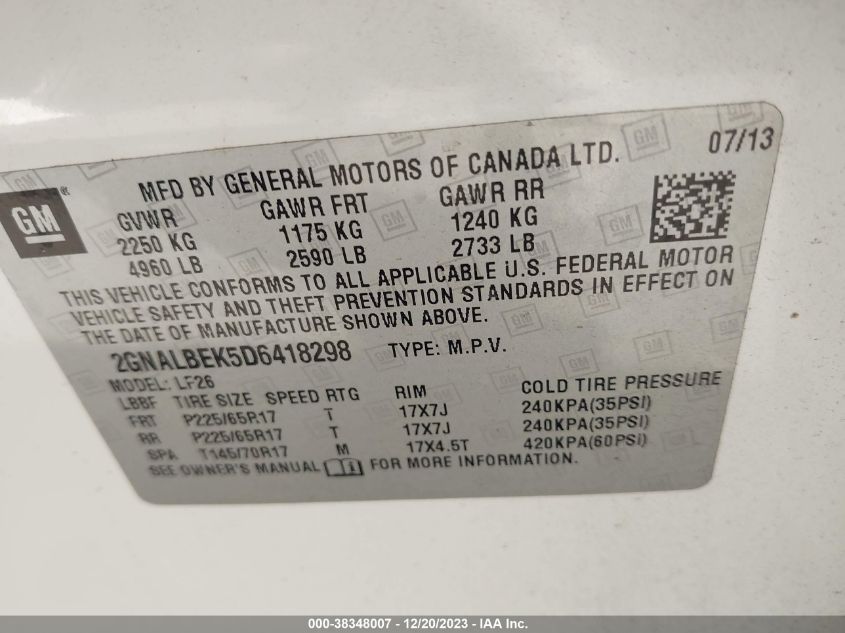 GM ®
MFD BY GENERAL MOTORS OF CANADA LTD. 07/13
GVWR GAWR FRT GAWR RR
2250 KG 1175 KG 1240 KG
4960 LB 2590 LB 2733 LB
THIS VEHICLE CONFORMS TO ALL APPLICABLE U.S. FEDERAL MOTOR
VEHICLE SAFETY AND THEFT PREVENTION STANDARDS IN EFFECT ON
THE DATE OF MANUFACTURE SHOWN ABOVE.
2GNALBEK5D6418298 TYPE: M.P.V.
MODEL: LF26
LBBF TIRE SIZE SPEED RTG RIM COLD TIRE PRESSURE
FRT P225/65R17 T 17X7J 240KPA(35PSI)
RR P225/65R17 T 17X7J 240KPA(35PSI)
SPA T145/70R17 M 17X4.5T 420KPA(60PSI)
SEE OWNER'S MANUAL FOR MORE INFORMATION.
000-38348007 - 12/20/2023 - IAA Inc.